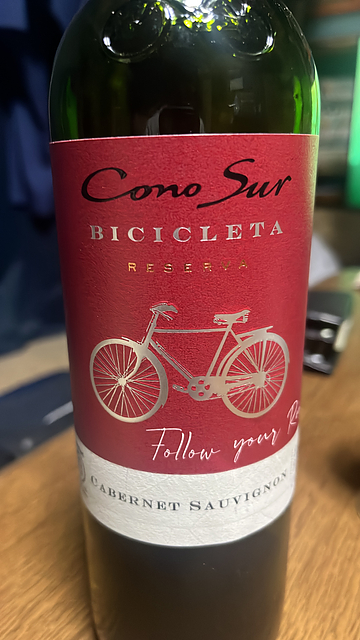 Cono Sur
BICICLETA
RESERVA
Follow your
CABERNET SAUVIGNON